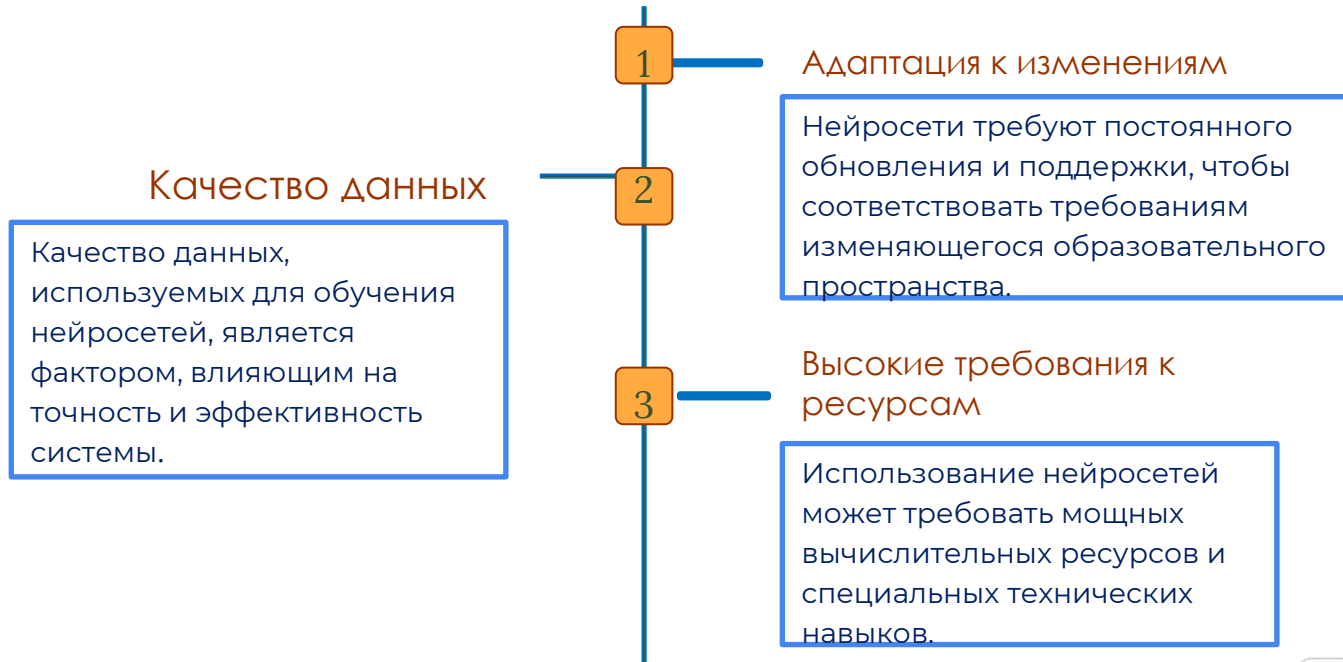 1
Адаптация к изменениям
Нейросети требуют постоянного
обновления и поддержки, чтобы
соответствовать требованиям
изменяющегося образовательного
пространства.
2
Качество данных
Качество данных,
используемых для обучения
нейросетей, является
фактором, влияющим на
точность и эффективность
системы.
3
Высокие требования к
ресурсам
Использование нейросетей
может требовать мощных
вычислительных ресурсов и
специальных технических
навыков.